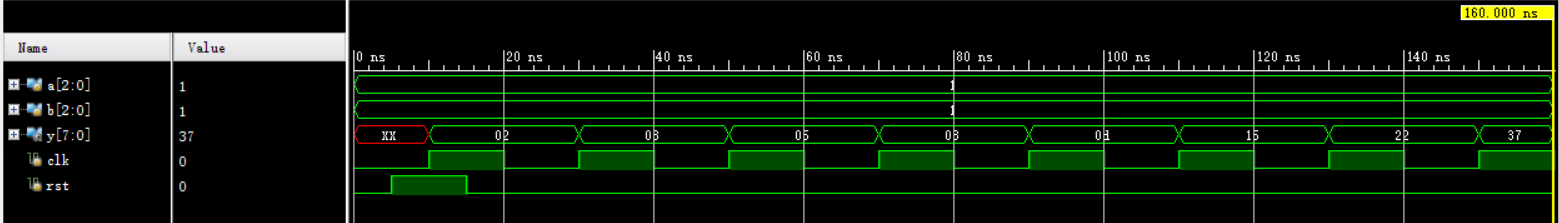 160.000 ns
Name Value
0 ns 20 ns 40 ns 60 ns 80 ns 100 ns 120 ns 140 ns
a[2:0] 1 1
b[2:0] 1 1
y[7:0] 37 XX 02 03 05 08 0d 15 22 37
clk 0
rst 0